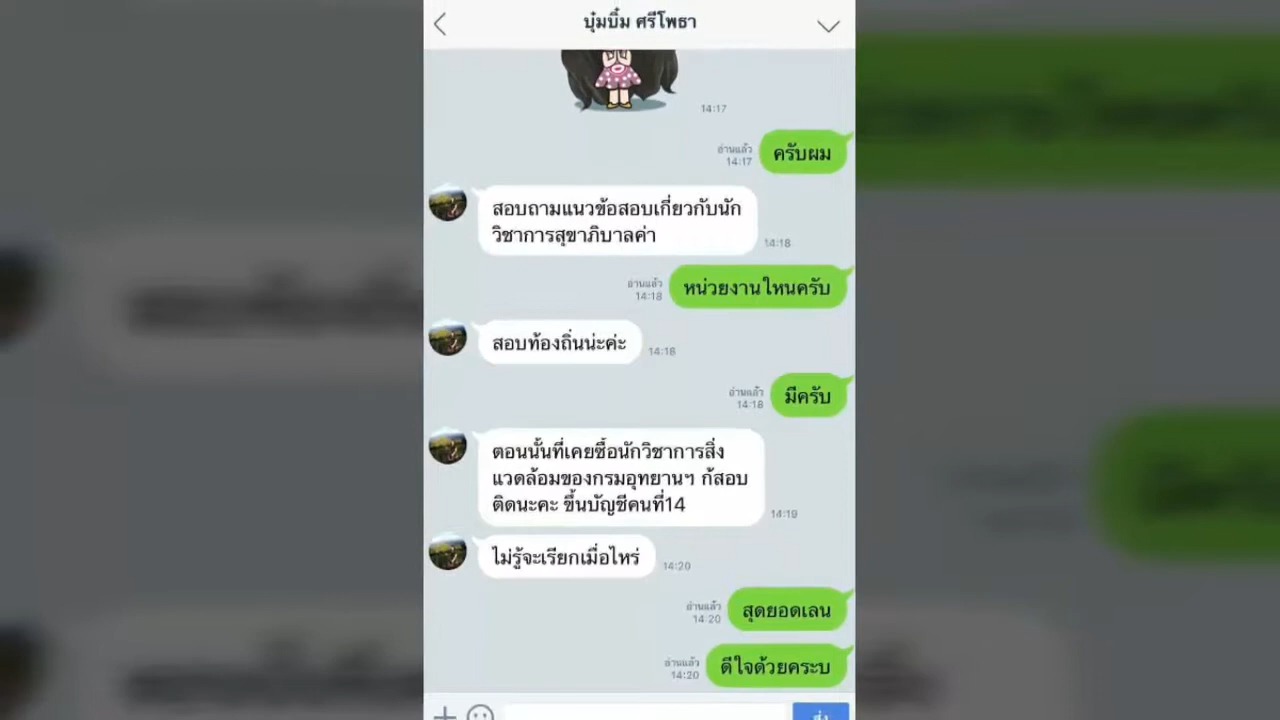 บุ๋มบิ๋ม ศรีโพธา
14:17
อ่านแล้ว
14:17
ครับผม
สอบถามแนวข้อสอบเกี่ยวกับนัก
วิชาการสุขาภิบาลค่า
14:18
อ่านแล้ว
14:18
หน่วยงานใหนครับ
สอบท้องถิ่นน่ะค่ะ
14:18
อ่านแล้ว
14:18
มีครับ
ตอนนั้นที่เคยซื้อนักวิชาการสิ่ง
แวดล้อมของกรมอุทยานฯ ก้สอบ
ติดนะคะ ขึ้นบัญชีคนที่14
14:19
ไม่รู้จะเรียกเมื่อไหร่
14:20
อ่านแล้ว
14:20
สุดยอดเลน
อ่านแล้ว
14:20
ดีใจด้วยคระบ